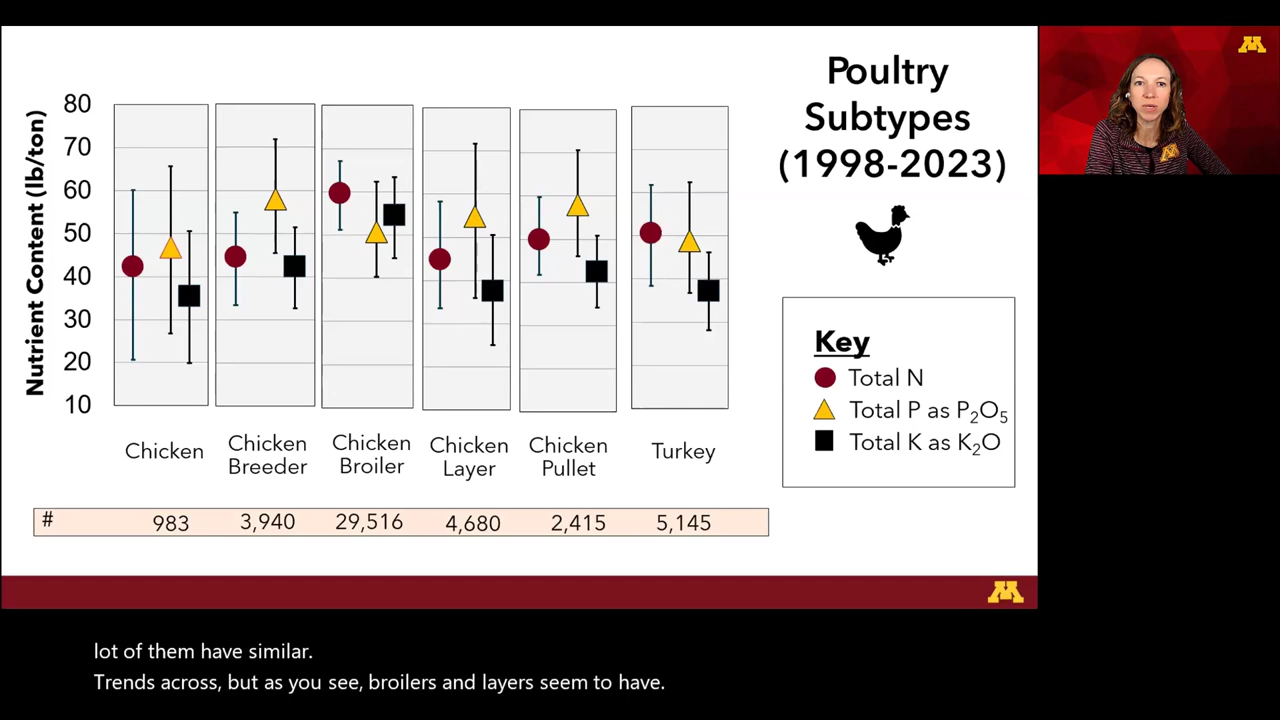 Poultry
Subtypes
(1998-2023)
Nutrient Content (lb/ton)
80
70
60
50
40
30
20
10
Chicken
Chicken
Breeder
Chicken
Broiler
Chicken
Layer
Chicken
Pullet
Turkey
# 983 3,940 29,516 4,680 2,415 5,145
Key
Total N
Total P as P₂O₅
Total K as K₂O
M
M
M
lot of them have similar.
Trends across, but as you see, broilers and layers seem to have.